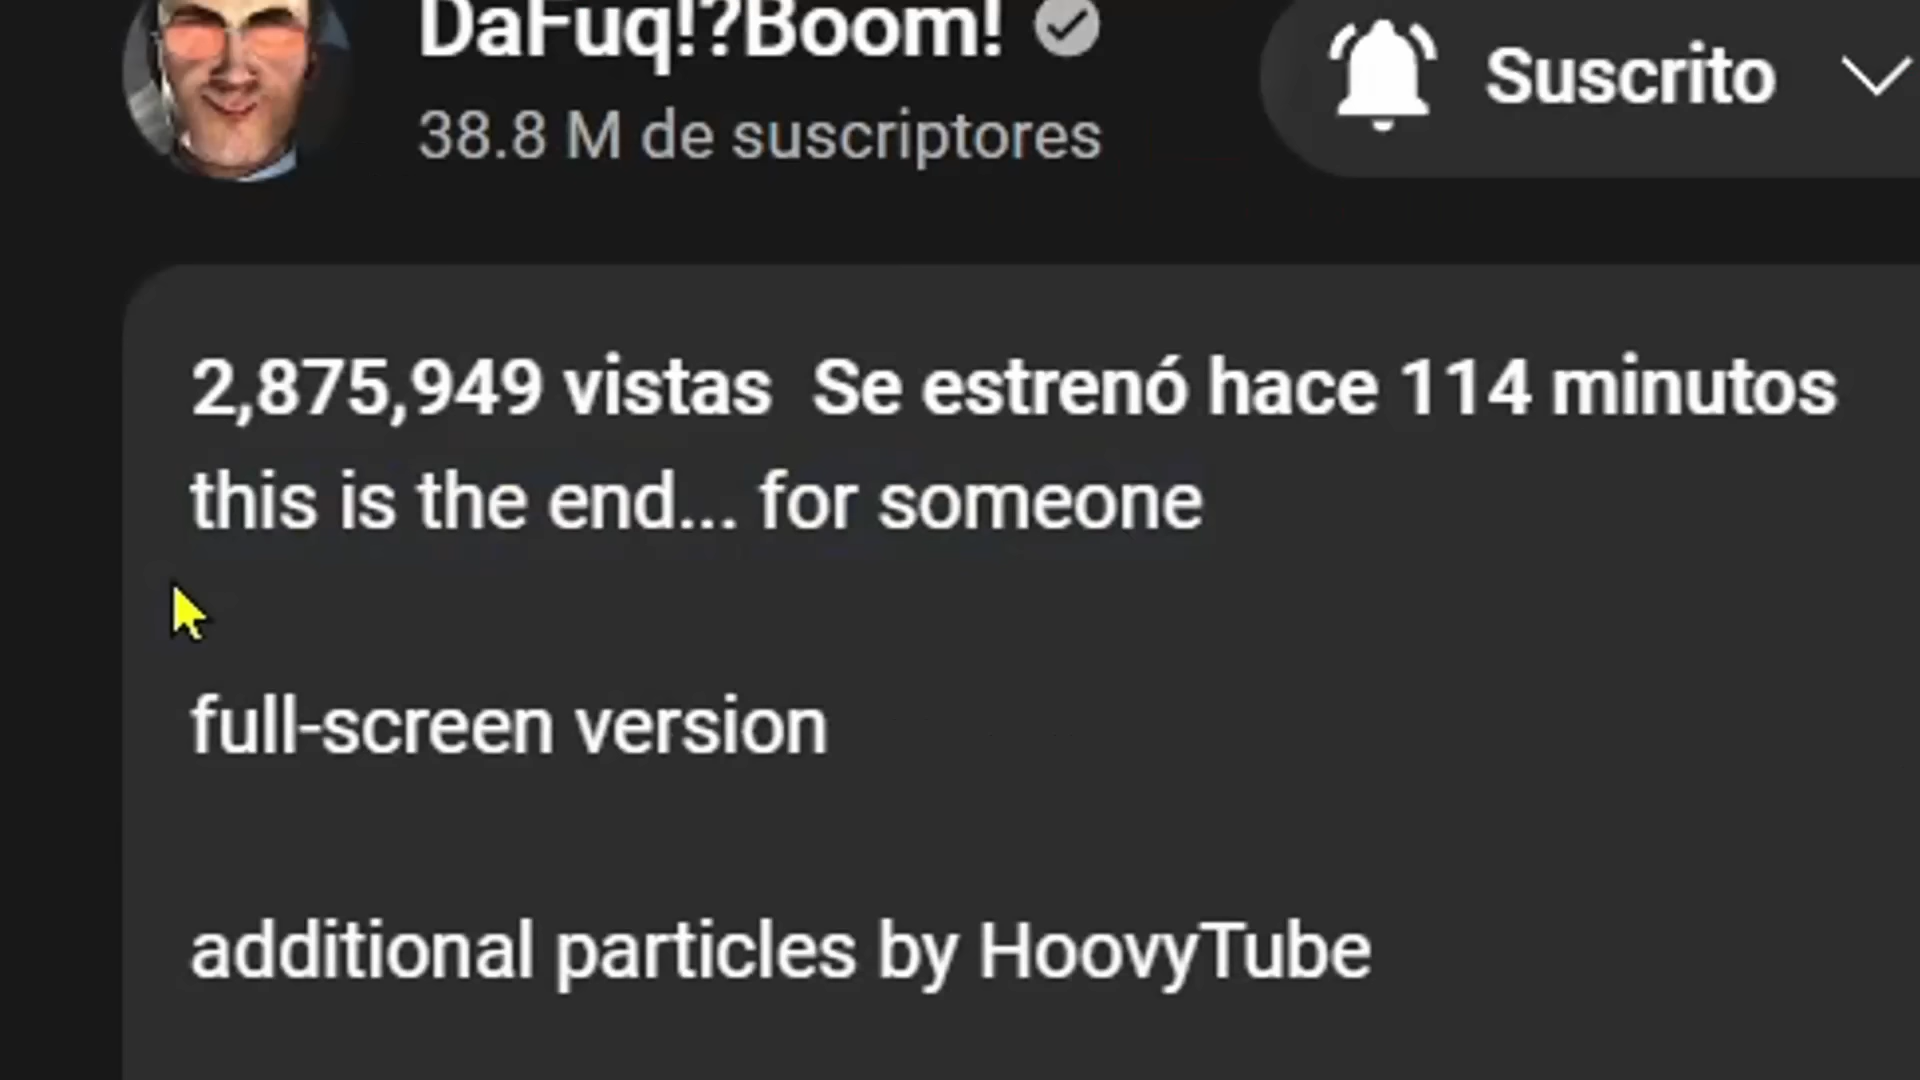 DaFuq!?Boom!
38.8 M de suscriptores
Suscrito
2,875,949 vistas Se estrenó hace 114 minutos
this is the end... for someone
full-screen version
additional particles by HoovyTube